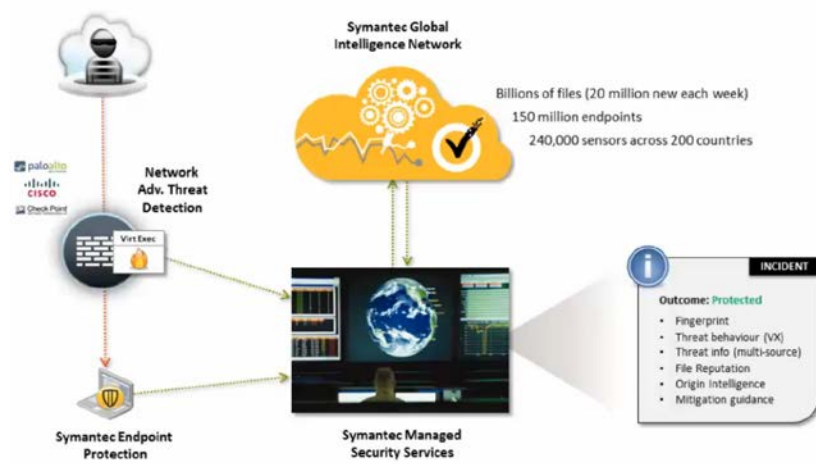 Symantec Global
Intelligence Network
Billions of files (20 million new each week)
150 million endpoints
240,000 sensors across 200 countries
paloalto
CISCO
Check Point
Network
Adv. Threat
Detection
Virt Exec
INCIDENT
Outcome: Protected
• Fingerprint
• Threat behaviour (VX)
• Threat info (multi-source)
• File Reputation
• Origin Intelligence
• Mitigation guidance
Symantec Endpoint
Protection
Symantec Managed
Security Services